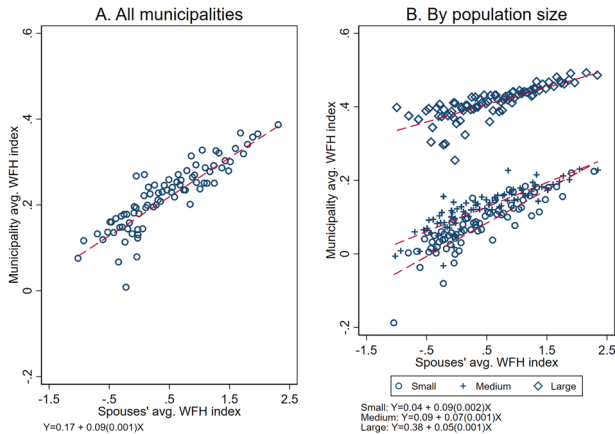 A. All municipalities
Municipality avg. WFH index
.6
.4
.2
0
-.2
-1.5
-.5
.5
1.5
2.5
Spouses' avg. WFH index
Y=0.17 + 0.09(0.001)X
B. By population size
Municipality avg. WFH index
.6
.4
.2
0
-.2
-1.5
-.5
.5
1.5
2.5
Spouses' avg. WFH index
Small Medium Large
Small: Y=0.04 + 0.09(0.002)X
Medium: Y=0.09 + 0.07(0.001)X
Large: Y=0.38 + 0.05(0.001)X